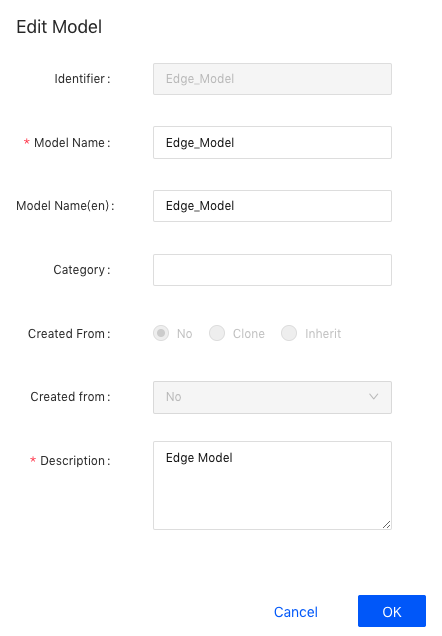 Edit Model
Identifier:
Edge_Model
* Model Name:
Edge_Model
Model Name(en):
Edge_Model
Category:
Created From:
No
Clone
Inherit
Created from:
No
* Description:
Edge Model
Cancel
OK